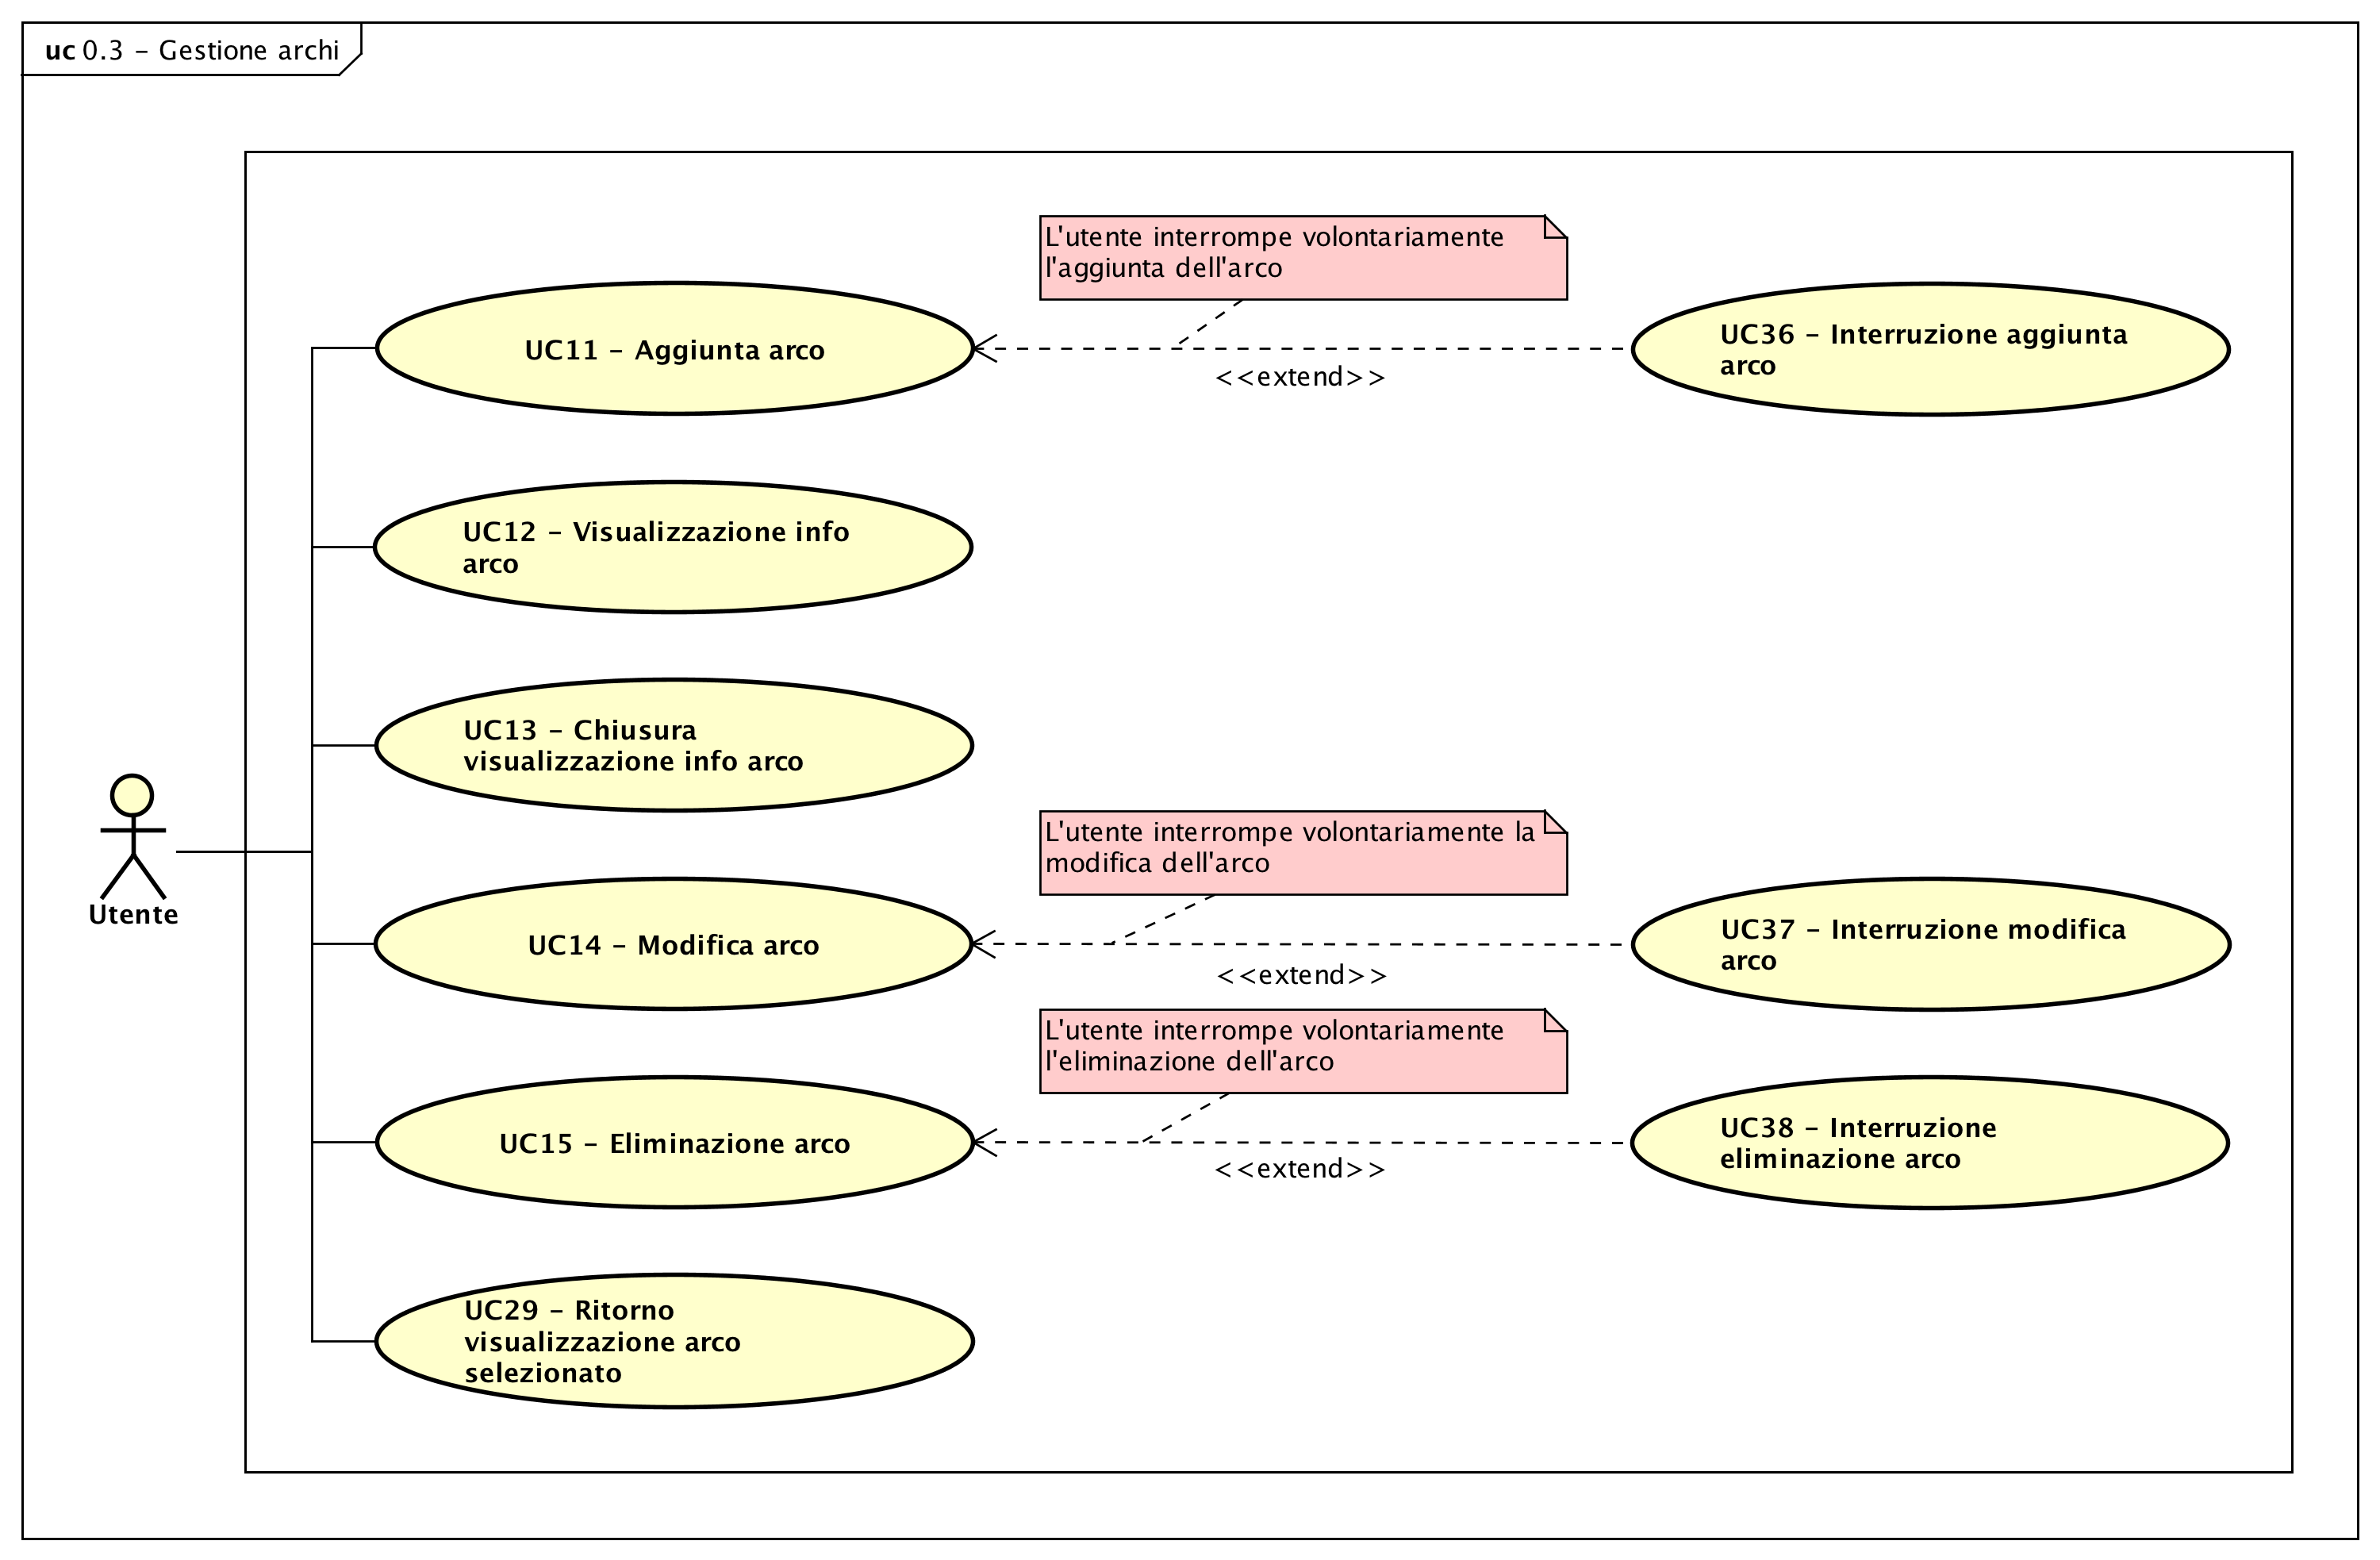 uc 0.3 - Gestione archi
L'utente interrompe volontariamente
l'aggiunta dell'arco
UC11 - Aggiunta arco
<<extend>>
UC36 - Interruzione aggiunta
arco
UC12 - Visualizzazione info
arco
UC13 - Chiusura
visualizzazione info arco
Utente
L'utente interrompe volontariamente la
modifica dell'arco
UC14 - Modifica arco
<<extend>>
UC37 - Interruzione modifica
arco
L'utente interrompe volontariamente
l'eliminazione dell'arco
UC15 - Eliminazione arco
<<extend>>
UC38 - Interruzione
eliminazione arco
UC29 - Ritorno
visualizzazione arco
selezionato